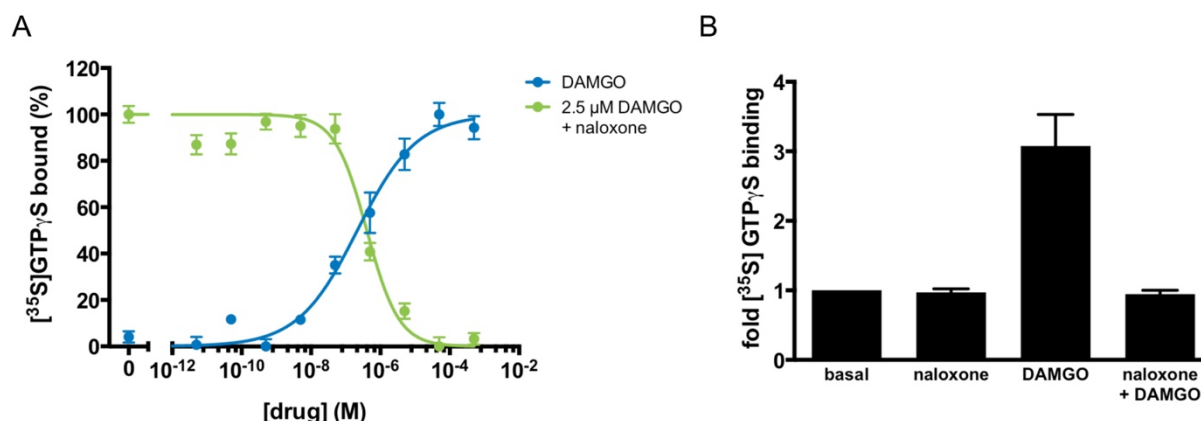 A
[³⁵S]GTPγS bound (%)
120
100
80
60
40
20
0
0
10⁻¹²
10⁻¹⁰
10⁻⁸
10⁻⁶
10⁻⁴
10⁻²
[drug] (M)
DAMGO
2.5 µM DAMGO
+ naloxone
B
fold [³⁵S] GTPγS binding
4
3
2
1
0
basal
naloxone
DAMGO
naloxone
+ DAMGO